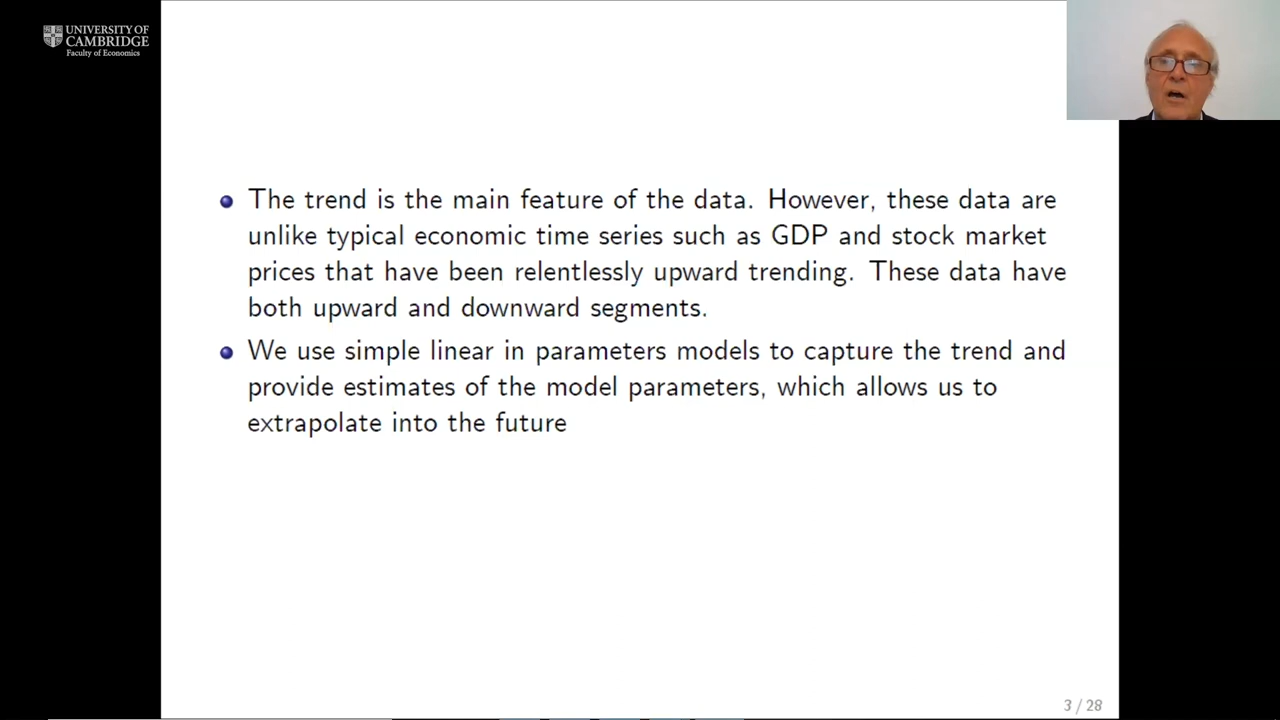 UNIVERSITY OF
CAMBRIDGE
Faculty of Economics
The trend is the main feature of the data. However, these data are
unlike typical economic time series such as GDP and stock market
prices that have been relentlessly upward trending. These data have
both upward and downward segments.
We use simple linear in parameters models to capture the trend and
provide estimates of the model parameters, which allows us to
extrapolate into the future
3 / 28